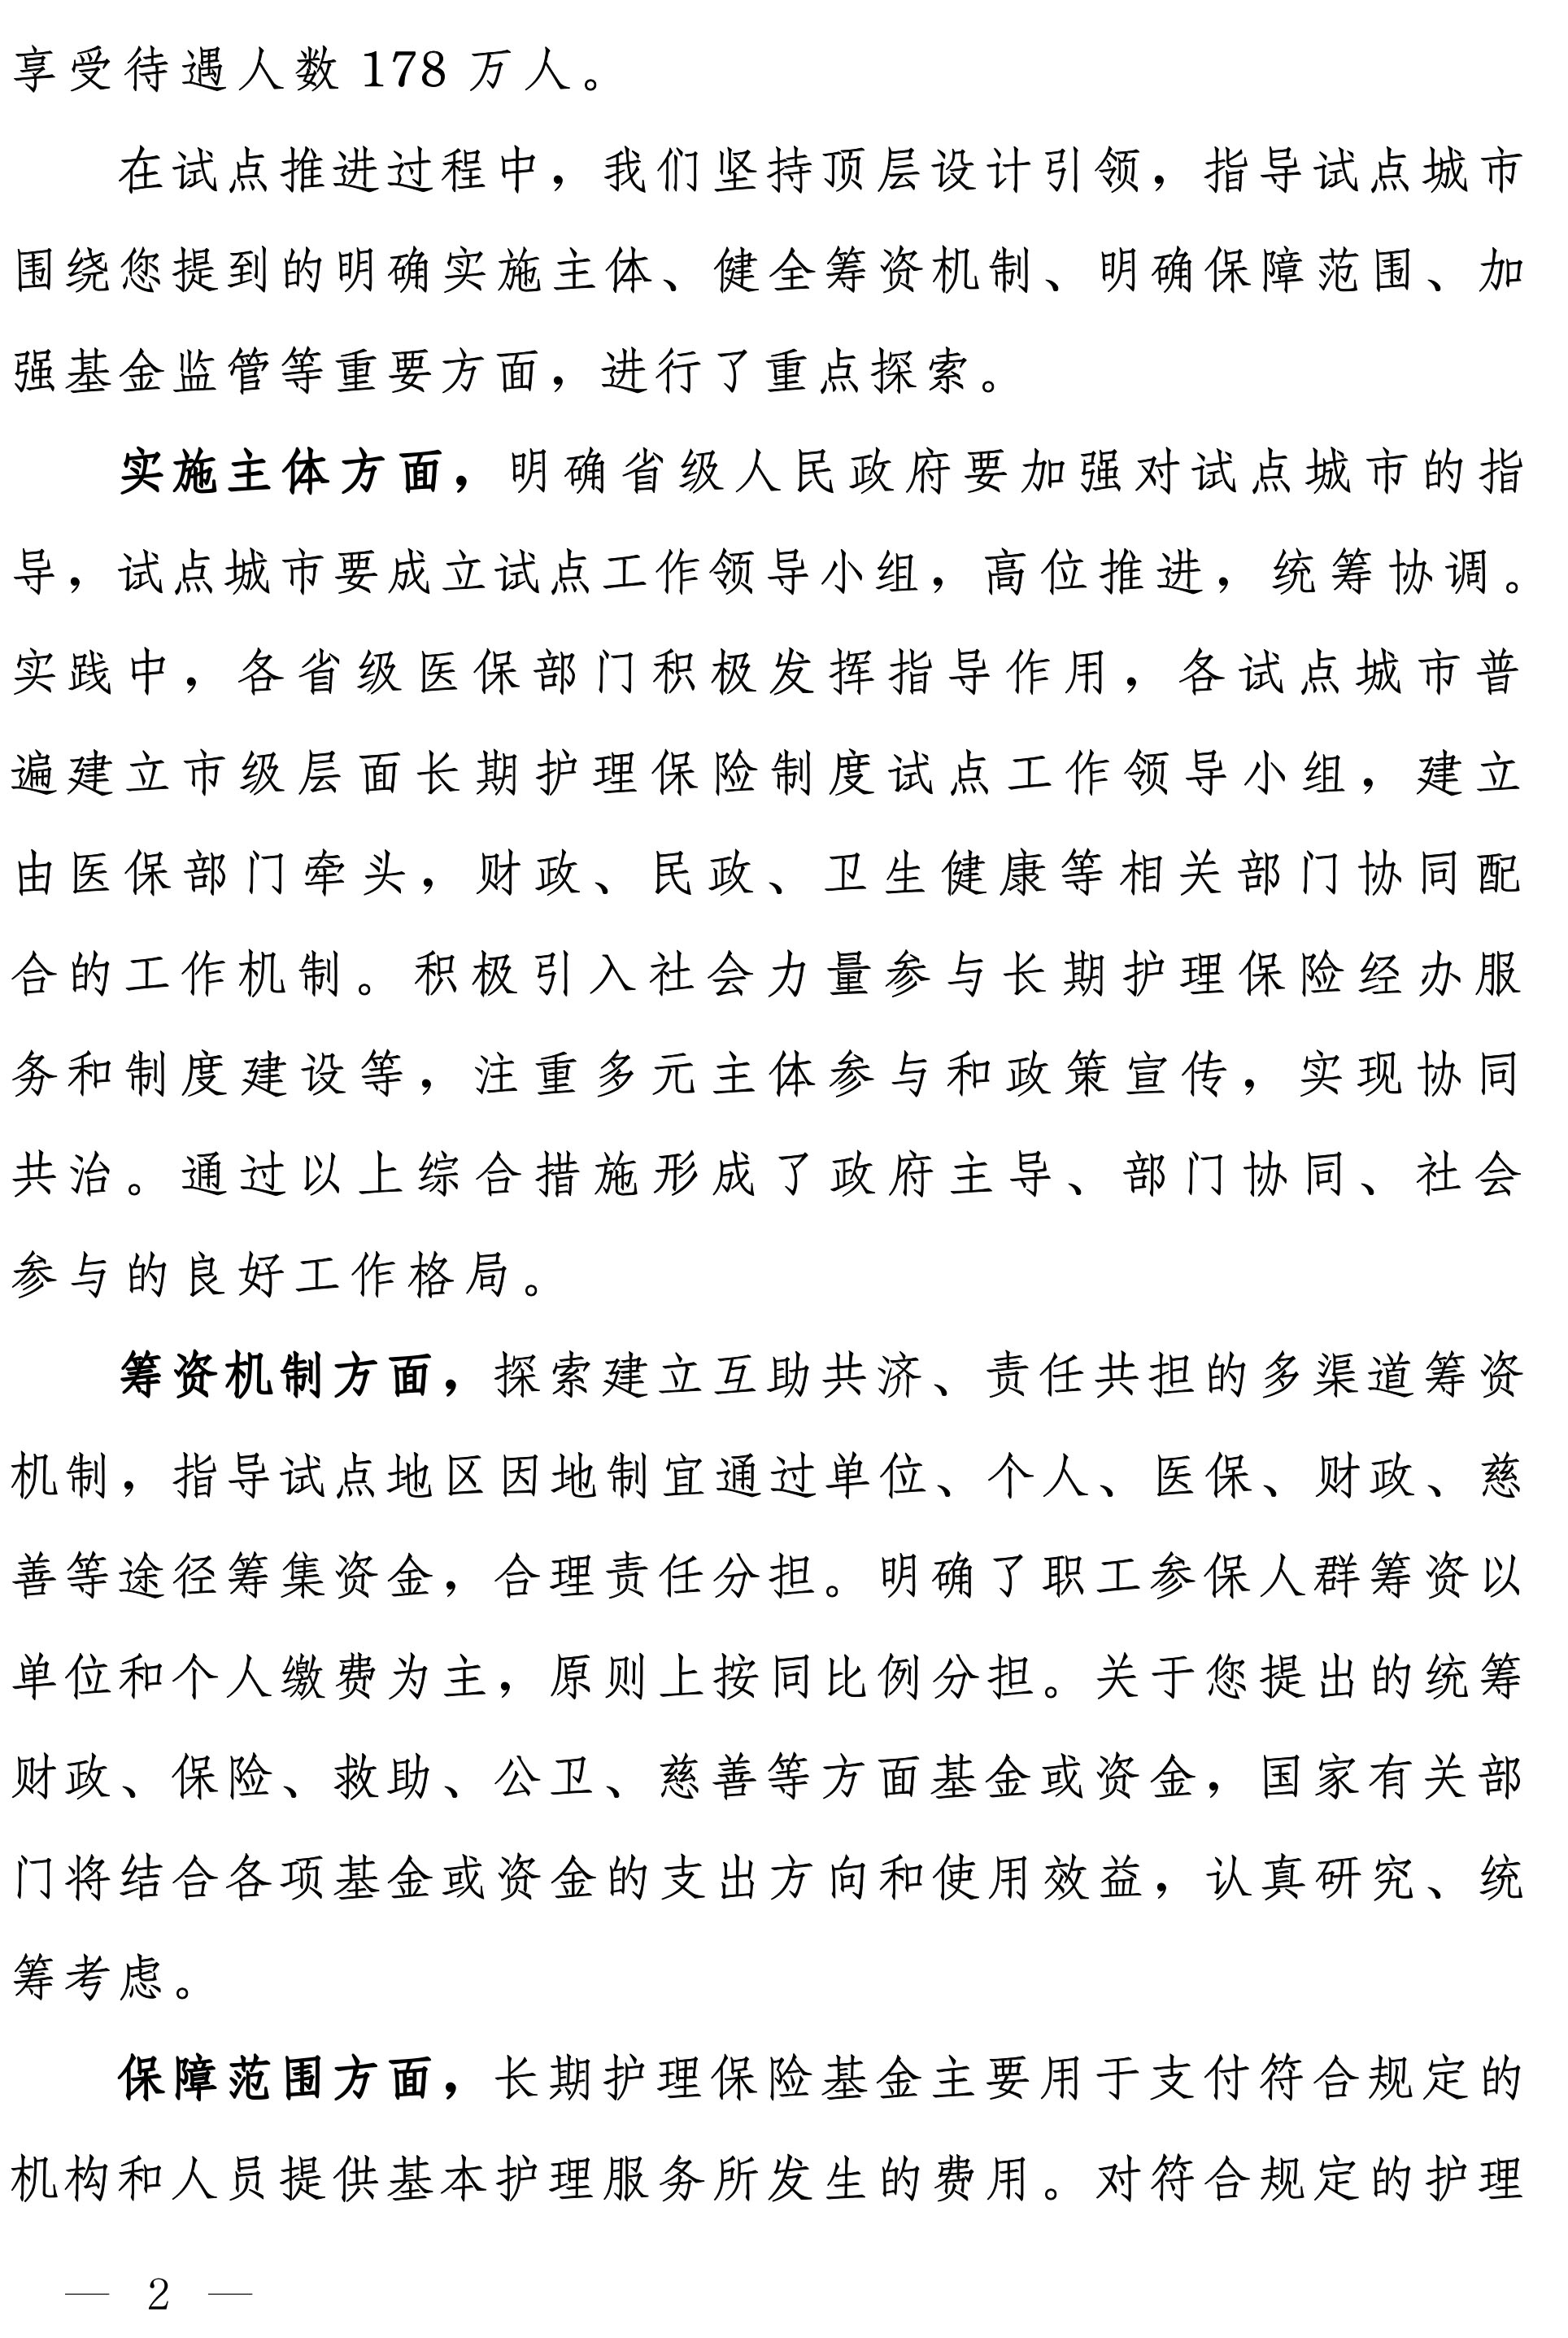 享受待遇人数 178 万人。
在试点推进过程中，我们坚持顶层设计引领，指导试点城市
围绕您提到的明确实施主体、健全筹资机制、明确保障范围、加
强基金监管等重要方面，进行了重点探索。
实施主体方面，明确省级人民政府要加强对试点城市的指
导，试点城市要成立试点工作领导小组，高位推进，统筹协调。
实践中，各省级医保部门积极发挥指导作用，各试点城市普
遍建立市级层面长期护理保险制度试点工作领导小组，建立
由医保部门牵头，财政、民政、卫生健康等相关部门协同配
合的工作机制。积极引入社会力量参与长期护理保险经办服
务和制度建设等，注重多元主体参与和政策宣传，实现协同
共治。通过以上综合措施形成了政府主导、部门协同、社会
参与的良好工作格局。
筹资机制方面，探索建立互助共济、责任共担的多渠道筹资
机制，指导试点地区因地制宜通过单位、个人、医保、财政、慈
善等途径筹集资金，合理责任分担。明确了职工参保人群筹资以
单位和个人缴费为主，原则上按同比例分担。关于您提出的统筹
财政、保险、救助、公卫、慈善等方面基金或资金，国家有关部
门将结合各项基金或资金的支出方向和使用效益，认真研究、统
筹考虑。
保障范围方面，长期护理保险基金主要用于支付符合规定的
机构和人员提供基本护理服务所发生的费用。对符合规定的护理
— 2 —